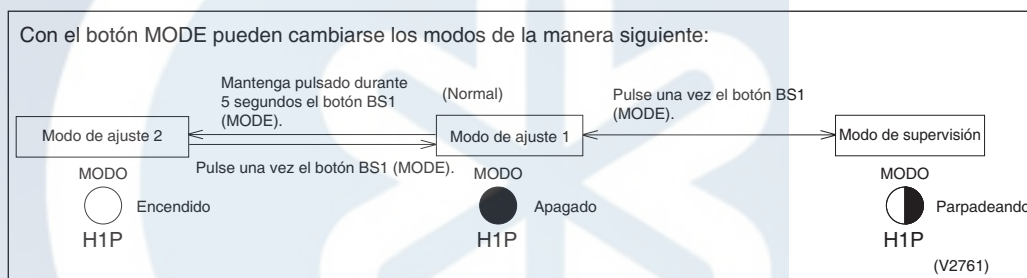 Con el botón MODE pueden cambiarse los modos de la manera siguiente:
Mantenga pulsado durante
5 segundos el botón BS1
(MODE).
(Normal)
Pulse una vez el botón BS1
(MODE).
Modo de ajuste 2
Modo de ajuste 1
Modo de supervisión
Pulse una vez el botón BS1 (MODE).
MODO
Encendido
H1P
MODO
Apagado
H1P
MODO
Parpadeando
H1P
(V2761)